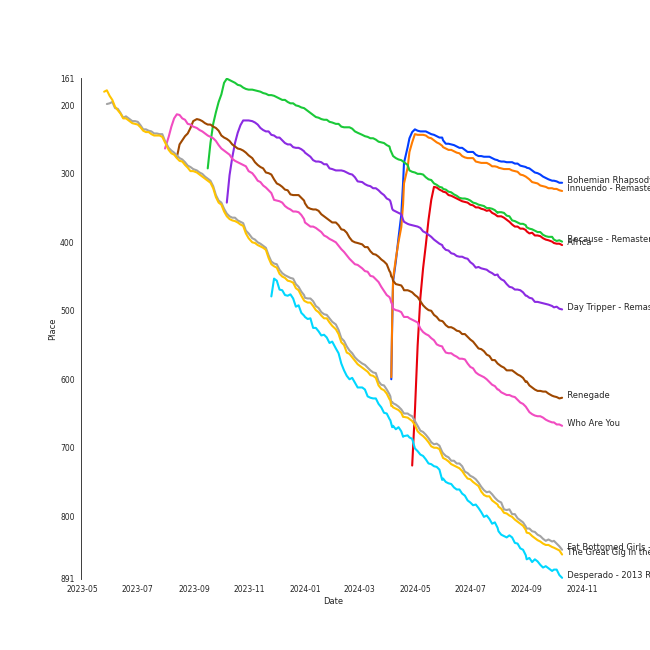 161
200
300
400
500
600
700
800
891
Place
2023-05
2023-07
2023-09
2023-11
2024-01
2024-03
2024-05
2024-07
2024-09
2024-11
Date
Bohemian Rhapsody
Innuendo - Remaster
Because - Remaster
Africa
Day Tripper - Remas
Renegade
Who Are You
Fat Bottomed Girls -
The Great Gig in the
Desperado - 2013 R